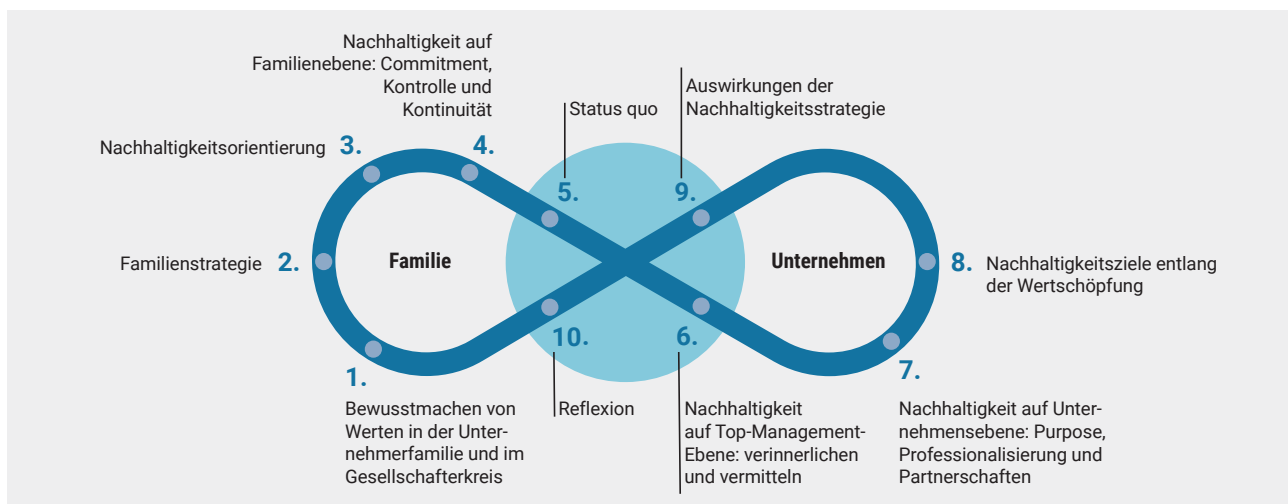 Nachhaltigkeit auf
Familienebene: Commitment,
Kontrolle und
Kontinuität
Status quo
Auswirkungen der
Nachhaltigkeitsstrategie
Nachhaltigkeitsorientierung
3.
4.
5.
9.
Familienstrategie
2.
Familie
Unternehmen
8.
Nachhaltigkeitsziele entlang
der Wertschöpfung
1.
10.
6.
7.
Bewusstmachen von
Werten in der Unter-
nehmerfamilie und im
Gesellschafterkreis
Reflexion
Nachhaltigkeit
auf Top-Management-
Ebene: verinnerlichen
und vermitteln
Nachhaltigkeit auf Unter-
nehmensebene: Purpose,
Professionalisierung und
Partnerschaften